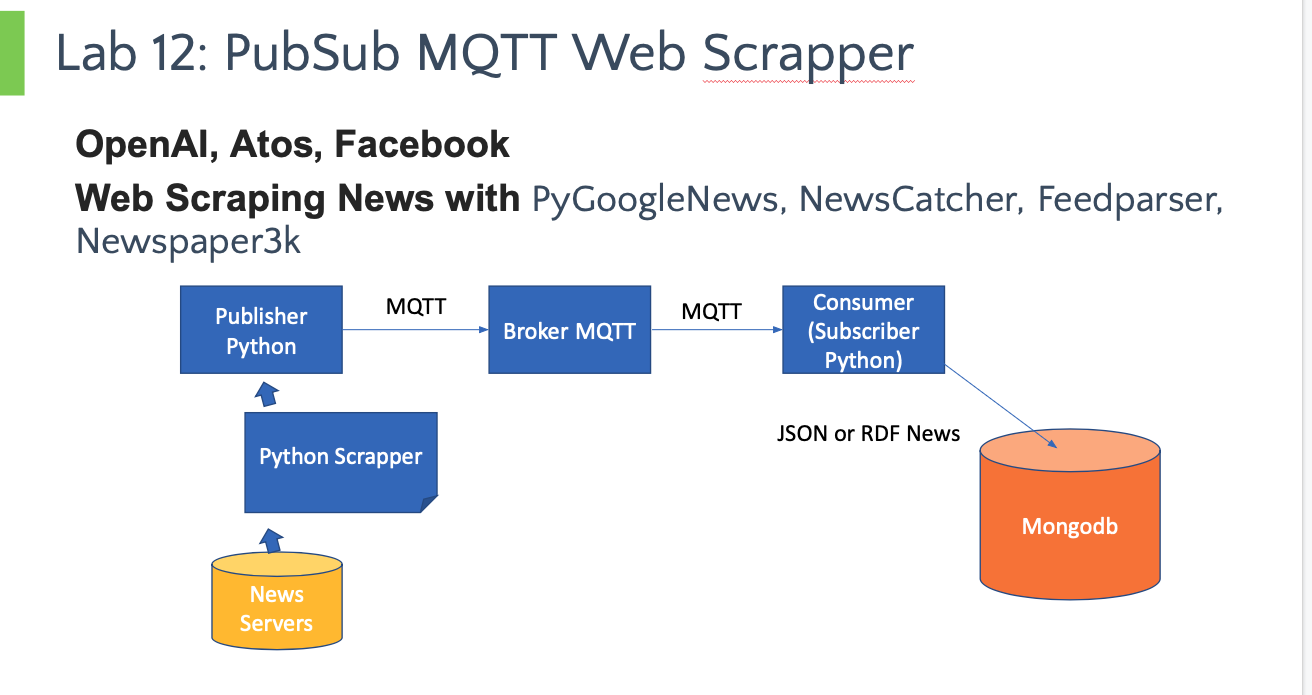 Lab 12: PubSub MQTT Web Scrapper
OpenAI, Atos, Facebook
Web Scraping News with PyGoogleNews, NewsCatcher, Feedparser,
Newspaper3k
Publisher
Python
MQTT
Broker MQTT
MQTT
Consumer
(Subscriber
Python)
Python Scrapper
JSON or RDF News
Mongodb
News
Servers